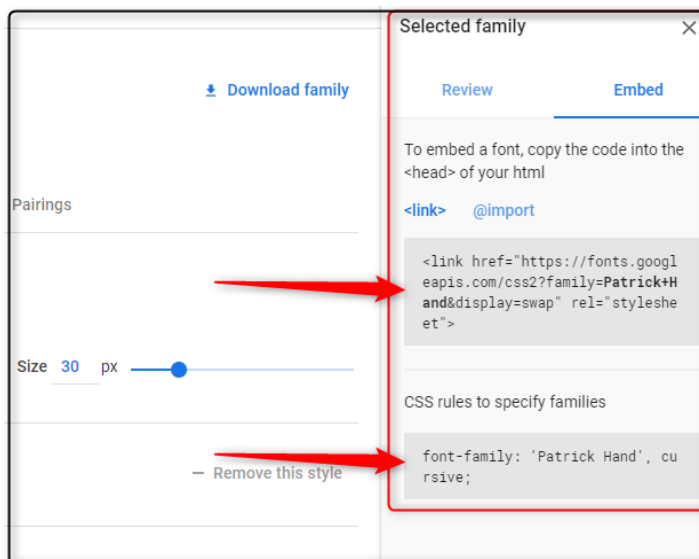 Download family
Pairings
Size 30 px
Remove this style
Selected family
Review Embed
To embed a font, copy the code into the
<head> of your html
<link> @import
<link href="https://fonts.googl
eapis.com/css2?family=Patrick+H
and&display=swap" rel="styleshe
et">
CSS rules to specify families
font-family: 'Patrick Hand', cu
rsive;